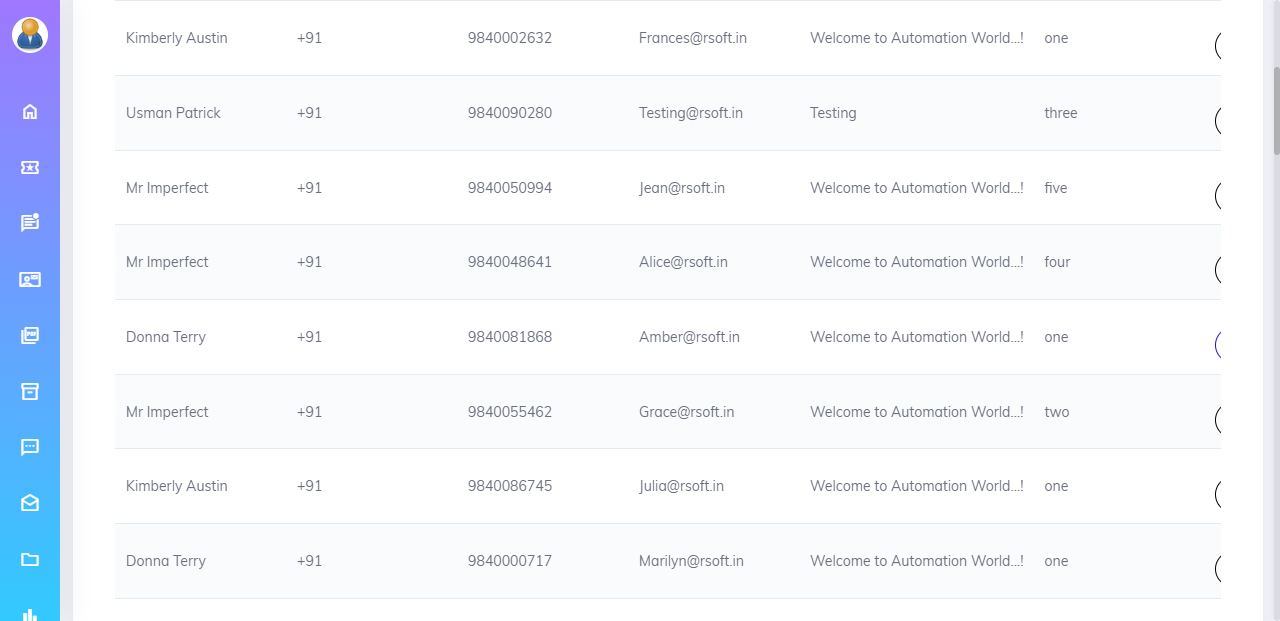 Kimberly Austin +91 9840002632 Frances@rsoft.in Welcome to Automation World...! one
Usman Patrick +91 9840090280 Testing@rsoft.in Testing three
Mr Imperfect +91 9840050994 Jean@rsoft.in Welcome to Automation World...! five
Mr Imperfect +91 9840048641 Alice@rsoft.in Welcome to Automation World...! four
Donna Terry +91 9840081868 Amber@rsoft.in Welcome to Automation World...! one
Mr Imperfect +91 9840055462 Grace@rsoft.in Welcome to Automation World...! two
Kimberly Austin +91 9840086745 Julia@rsoft.in Welcome to Automation World...! one
Donna Terry +91 9840000717 Marilyn@rsoft.in Welcome to Automation World...! one